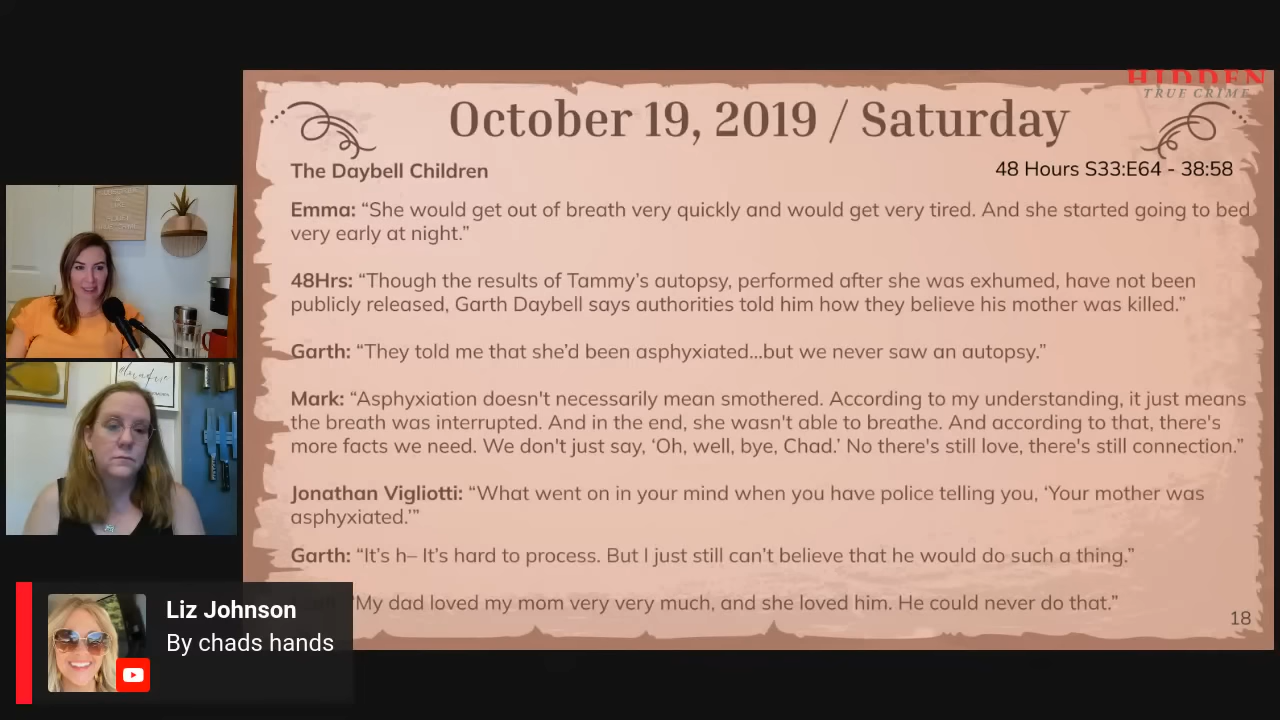 HIDDEN
TRUE CRIME
October 19, 2019 / Saturday
The Daybell Children
48 Hours S33:E64 - 38:58
Emma: “She would get out of breath very quickly and would get very tired. And she started going to bed
very early at night.”
48Hrs: “Though the results of Tammy’s autopsy, performed after she was exhumed, have not been
publicly released, Garth Daybell says authorities told him how they believe his mother was killed.”
Garth: “They told me that she’d been asphyxiated...but we never saw an autopsy.”
Mark: “Asphyxiation doesn't necessarily mean smothered. According to my understanding, it just means
the breath was interrupted. And in the end, she wasn't able to breathe. And according to that, there's
more facts we need. We don't just say, ‘Oh, well, bye, Chad.’ No there's still love, there's still connection.”
Jonathan Vigliotti: “What went on in your mind when you have police telling you, ‘Your mother was
asphyxiated.’”
Garth: “It’s h– It’s hard to process. But I just still can’t believe that he would do such a thing.”
“My dad loved my mom very very much, and she loved him. He could never do that.”
18
Liz Johnson
By chads hands